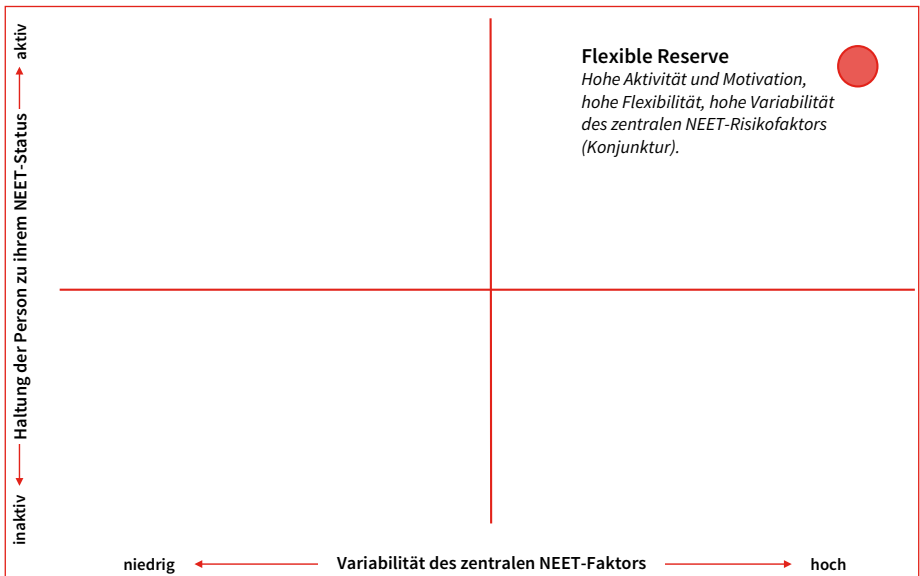 Flexible Reserve
Hohe Aktivität und Motivation,
hohe Flexibilität, hohe Variabilität
des zentralen NEET-Risikofaktors
(Konjunktur).
aktiv
Haltung der Person zu ihrem NEET-Status
inaktiv
niedrig
Variabilität des zentralen NEET-Faktors
hoch